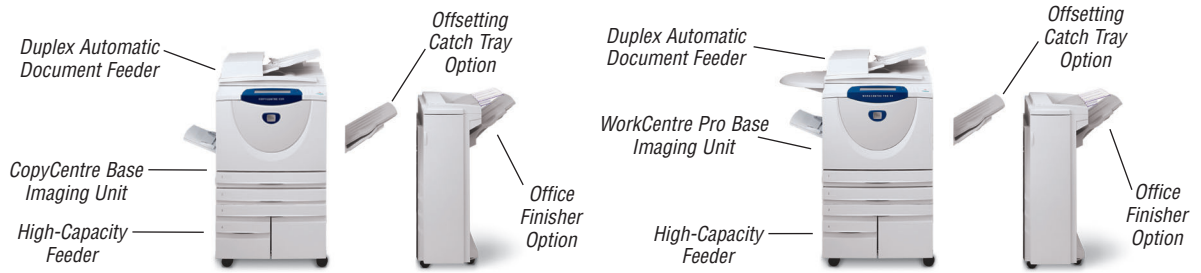 Duplex Automatic
Document Feeder
Offsetting
Catch Tray
Option
CopyCentre Base
Imaging Unit
High-Capacity
Feeder
Office
Finisher
Option
Duplex Automatic
Document Feeder
Offsetting
Catch Tray
Option
WorkCentre Pro Base
Imaging Unit
High-Capacity
Feeder
Office
Finisher
Option